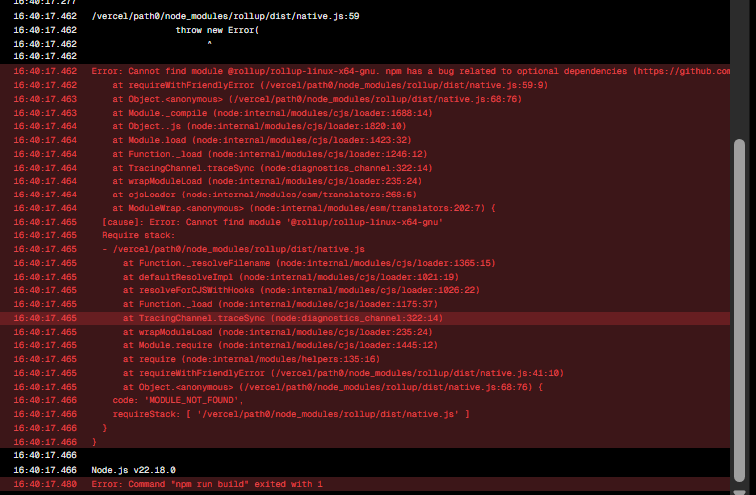 16:40:17.277
16:40:17.462 /vercel/path0/node_modules/rollup/dist/native.js:59
16:40:17.462 throw new Error(
16:40:17.462 ^
16:40:17.462
16:40:17.462 Error: Cannot find module @rollup/rollup-linux-x64-gnu. npm has a bug related to optional dependencies (https://github.com
16:40:17.462 at requireWithFriendlyError (/vercel/path0/node_modules/rollup/dist/native.js:59:9)
16:40:17.463 at Object.<anonymous> (/vercel/path0/node_modules/rollup/dist/native.js:68:76)
16:40:17.463 at Module._compile (node:internal/modules/cjs/loader:1688:14)
16:40:17.464 at Object..js (node:internal/modules/cjs/loader:1820:10)
16:40:17.464 at Module.load (node:internal/modules/cjs/loader:1423:32)
16:40:17.464 at Function._load (node:internal/modules/cjs/loader:1246:12)
16:40:17.464 at TracingChannel.traceSync (node:diagnostics_channel:322:14)
16:40:17.464 at wrapModuleLoad (node:internal/modules/cjs/loader:235:24)
16:40:17.464 at cjsLoader (node:internal/modules/esm/translators:268:6)
16:40:17.464 at ModuleWrap.<anonymous> (node:internal/modules/esm/translators:202:7) {
16:40:17.465 [cause]: Error: Cannot find module '@rollup/rollup-linux-x64-gnu'
16:40:17.465 Require stack:
16:40:17.465 - /vercel/path0/node_modules/rollup/dist/native.js
16:40:17.465 at Function._resolveFilename (node:internal/modules/cjs/loader:1365:15)
16:40:17.465 at defaultResolveImpl (node:internal/modules/cjs/loader:1021:19)
16:40:17.465 at resolveForCJSWithHooks (node:internal/modules/cjs/loader:1026:22)
16:40:17.465 at Function._load (node:internal/modules/cjs/loader:1175:37)
16:40:17.465 at TracingChannel.traceSync (node:diagnostics_channel:322:14)
16:40:17.465 at wrapModuleLoad (node:internal/modules/cjs/loader:235:24)
16:40:17.465 at Module.require (node:internal/modules/cjs/loader:1445:12)
16:40:17.465 at require (node:internal/modules/helpers:135:16)
16:40:17.465 at requireWithFriendlyError (/vercel/path0/node_modules/rollup/dist/native.js:41:10)
16:40:17.465 at Object.<anonymous> (/vercel/path0/node_modules/rollup/dist/native.js:68:76) {
16:40:17.466 code: 'MODULE_NOT_FOUND',
16:40:17.466 requireStack: [ '/vercel/path0/node_modules/rollup/dist/native.js' ]
16:40:17.466 }
16:40:17.466 }
16:40:17.466
16:40:17.466 Node.js v22.18.0
16:40:17.480 Error: Command "npm run build" exited with 1